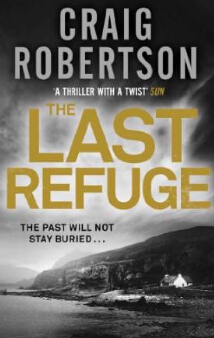 CRAIG
ROBERTSON
'A THRILLER WITH A TWIST' SUN
THE
LAST
REFUGE
THE PAST WILL NOT
STAY BURIED...